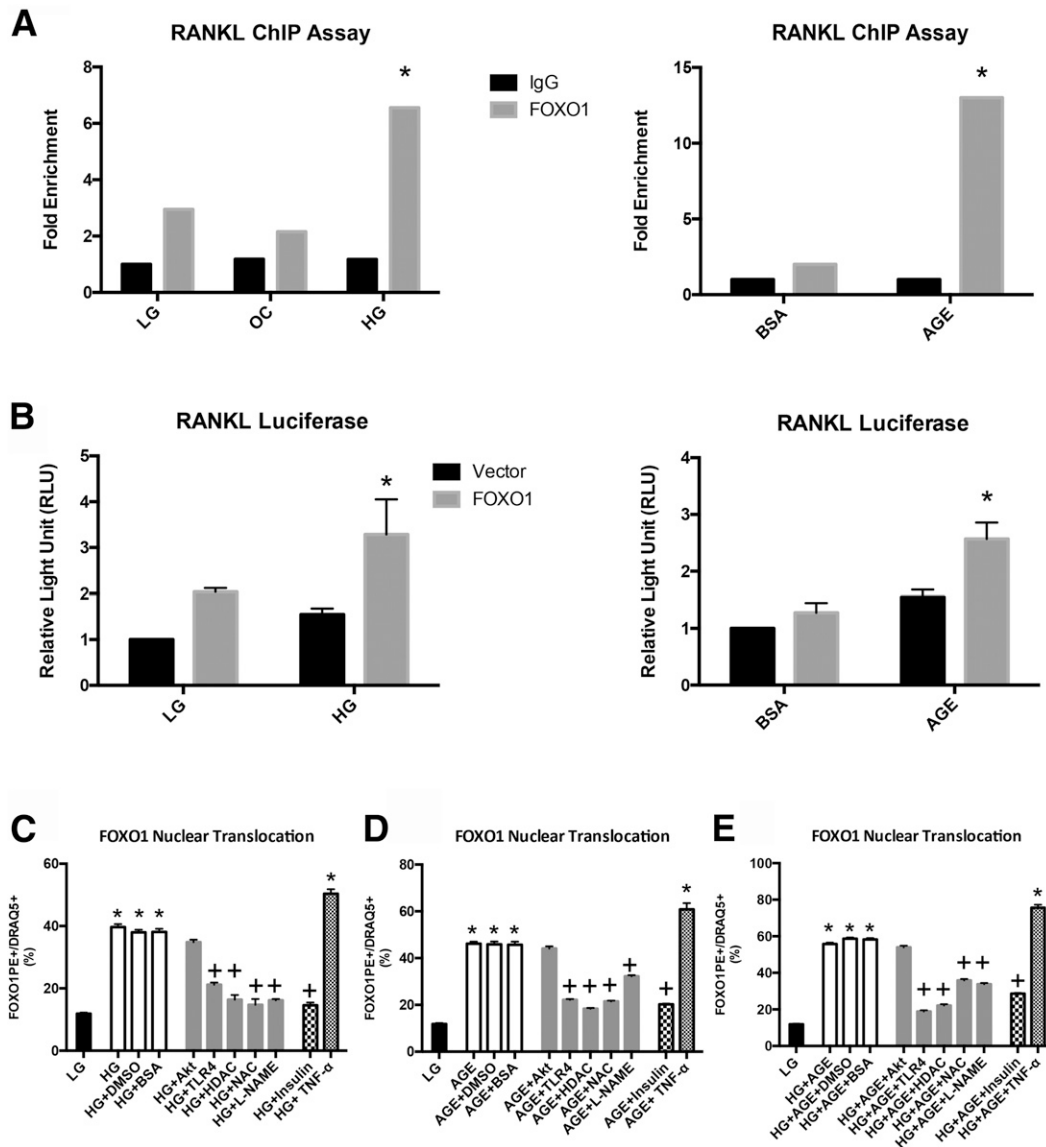 A
RANKL ChIP Assay
Fold Enrichment
8
6
4
2
0
*
LG
OC
HG
IgG
FOXO1
RANKL ChIP Assay
Fold Enrichment
15
10
5
0
*
BSA
AGE
B
RANKL Luciferase
Relative Light Unit (RLU)
5
4
3
2
1
0
*
LG
HG
Vector
FOXO1
RANKL Luciferase
Relative Light Unit (RLU)
4
3
2
1
0
*
BSA
AGE
C
FOXO1 Nuclear Translocation
FOXO1PE+/DRAQ5+
(%)
60
40
20
0
* * *
+ +
+ +
+
*
LG
HG
HG+DMSO
HG+BSA
HG+Akt
HG+TLR4
HG+HDAC
HG+NAC
HG+L-NAME
HG+Insulin
HG+ TNF-α
D
FOXO1 Nuclear Translocation
FOXO1PE+/DRAQ5+
(%)
80
60
40
20
0
* * *
+ + + +
+
*
LG
AGE
AGE+DMSO
AGE+BSA
AGE+Akt
AGE+TLR4
AGE+HDAC
AGE+NAC
AGE+L-NAME
AGE+Insulin
AGE+ TNF-α
E
FOXO1 Nuclear Translocation
FOXO1PE+/DRAQ5+
(%)
100
80
60
40
20
0
* * *
+ +
+ +
+
*
LG
HG+AGE
HG+AGE+DMSO
HG+AGE+BSA
HG+AGE+Akt
HG+AGE+TLR4
HG+AGE+HDAC
HG+AGE+NAC
HG+AGE+L-NAME
HG+AGE+Insulin
HG+AGE+TNF-α